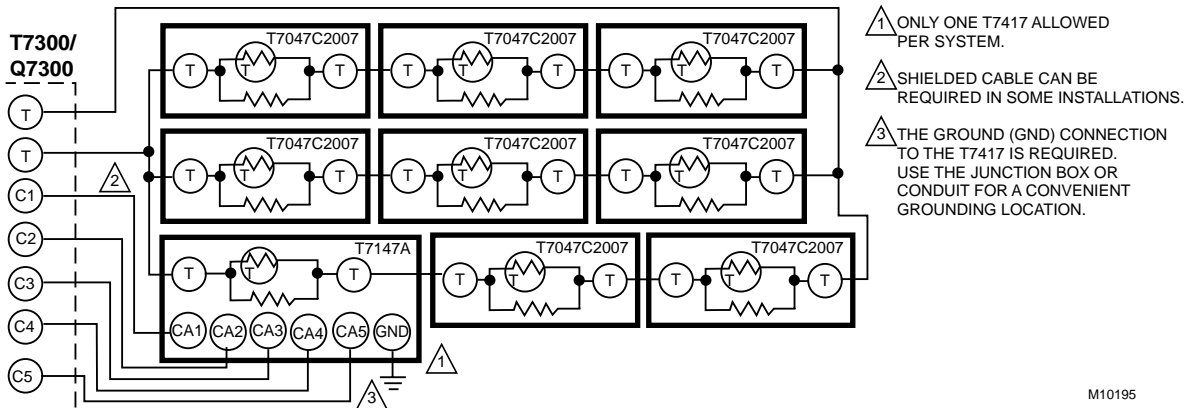 T7300/
Q7300
T
T
C1
C2
C3
C4
C5
T7047C2007
T T T
T7047C2007
T T T
T7047C2007
T T T
2
T7047C2007
T T T
T7047C2007
T T T
T7047C2007
T T T
T7147A
T T T
CA1 CA2 CA3 CA4 CA5 GND
T7047C2007
T T T
T7047C2007
T T T
1
3
1 ONLY ONE T7417 ALLOWED
PER SYSTEM.
2 SHIELDED CABLE CAN BE
REQUIRED IN SOME INSTALLATIONS.
3 THE GROUND (GND) CONNECTION
TO THE T7417 IS REQUIRED.
USE THE JUNCTION BOX OR
CONDUIT FOR A CONVENIENT
GROUNDING LOCATION.
M10195